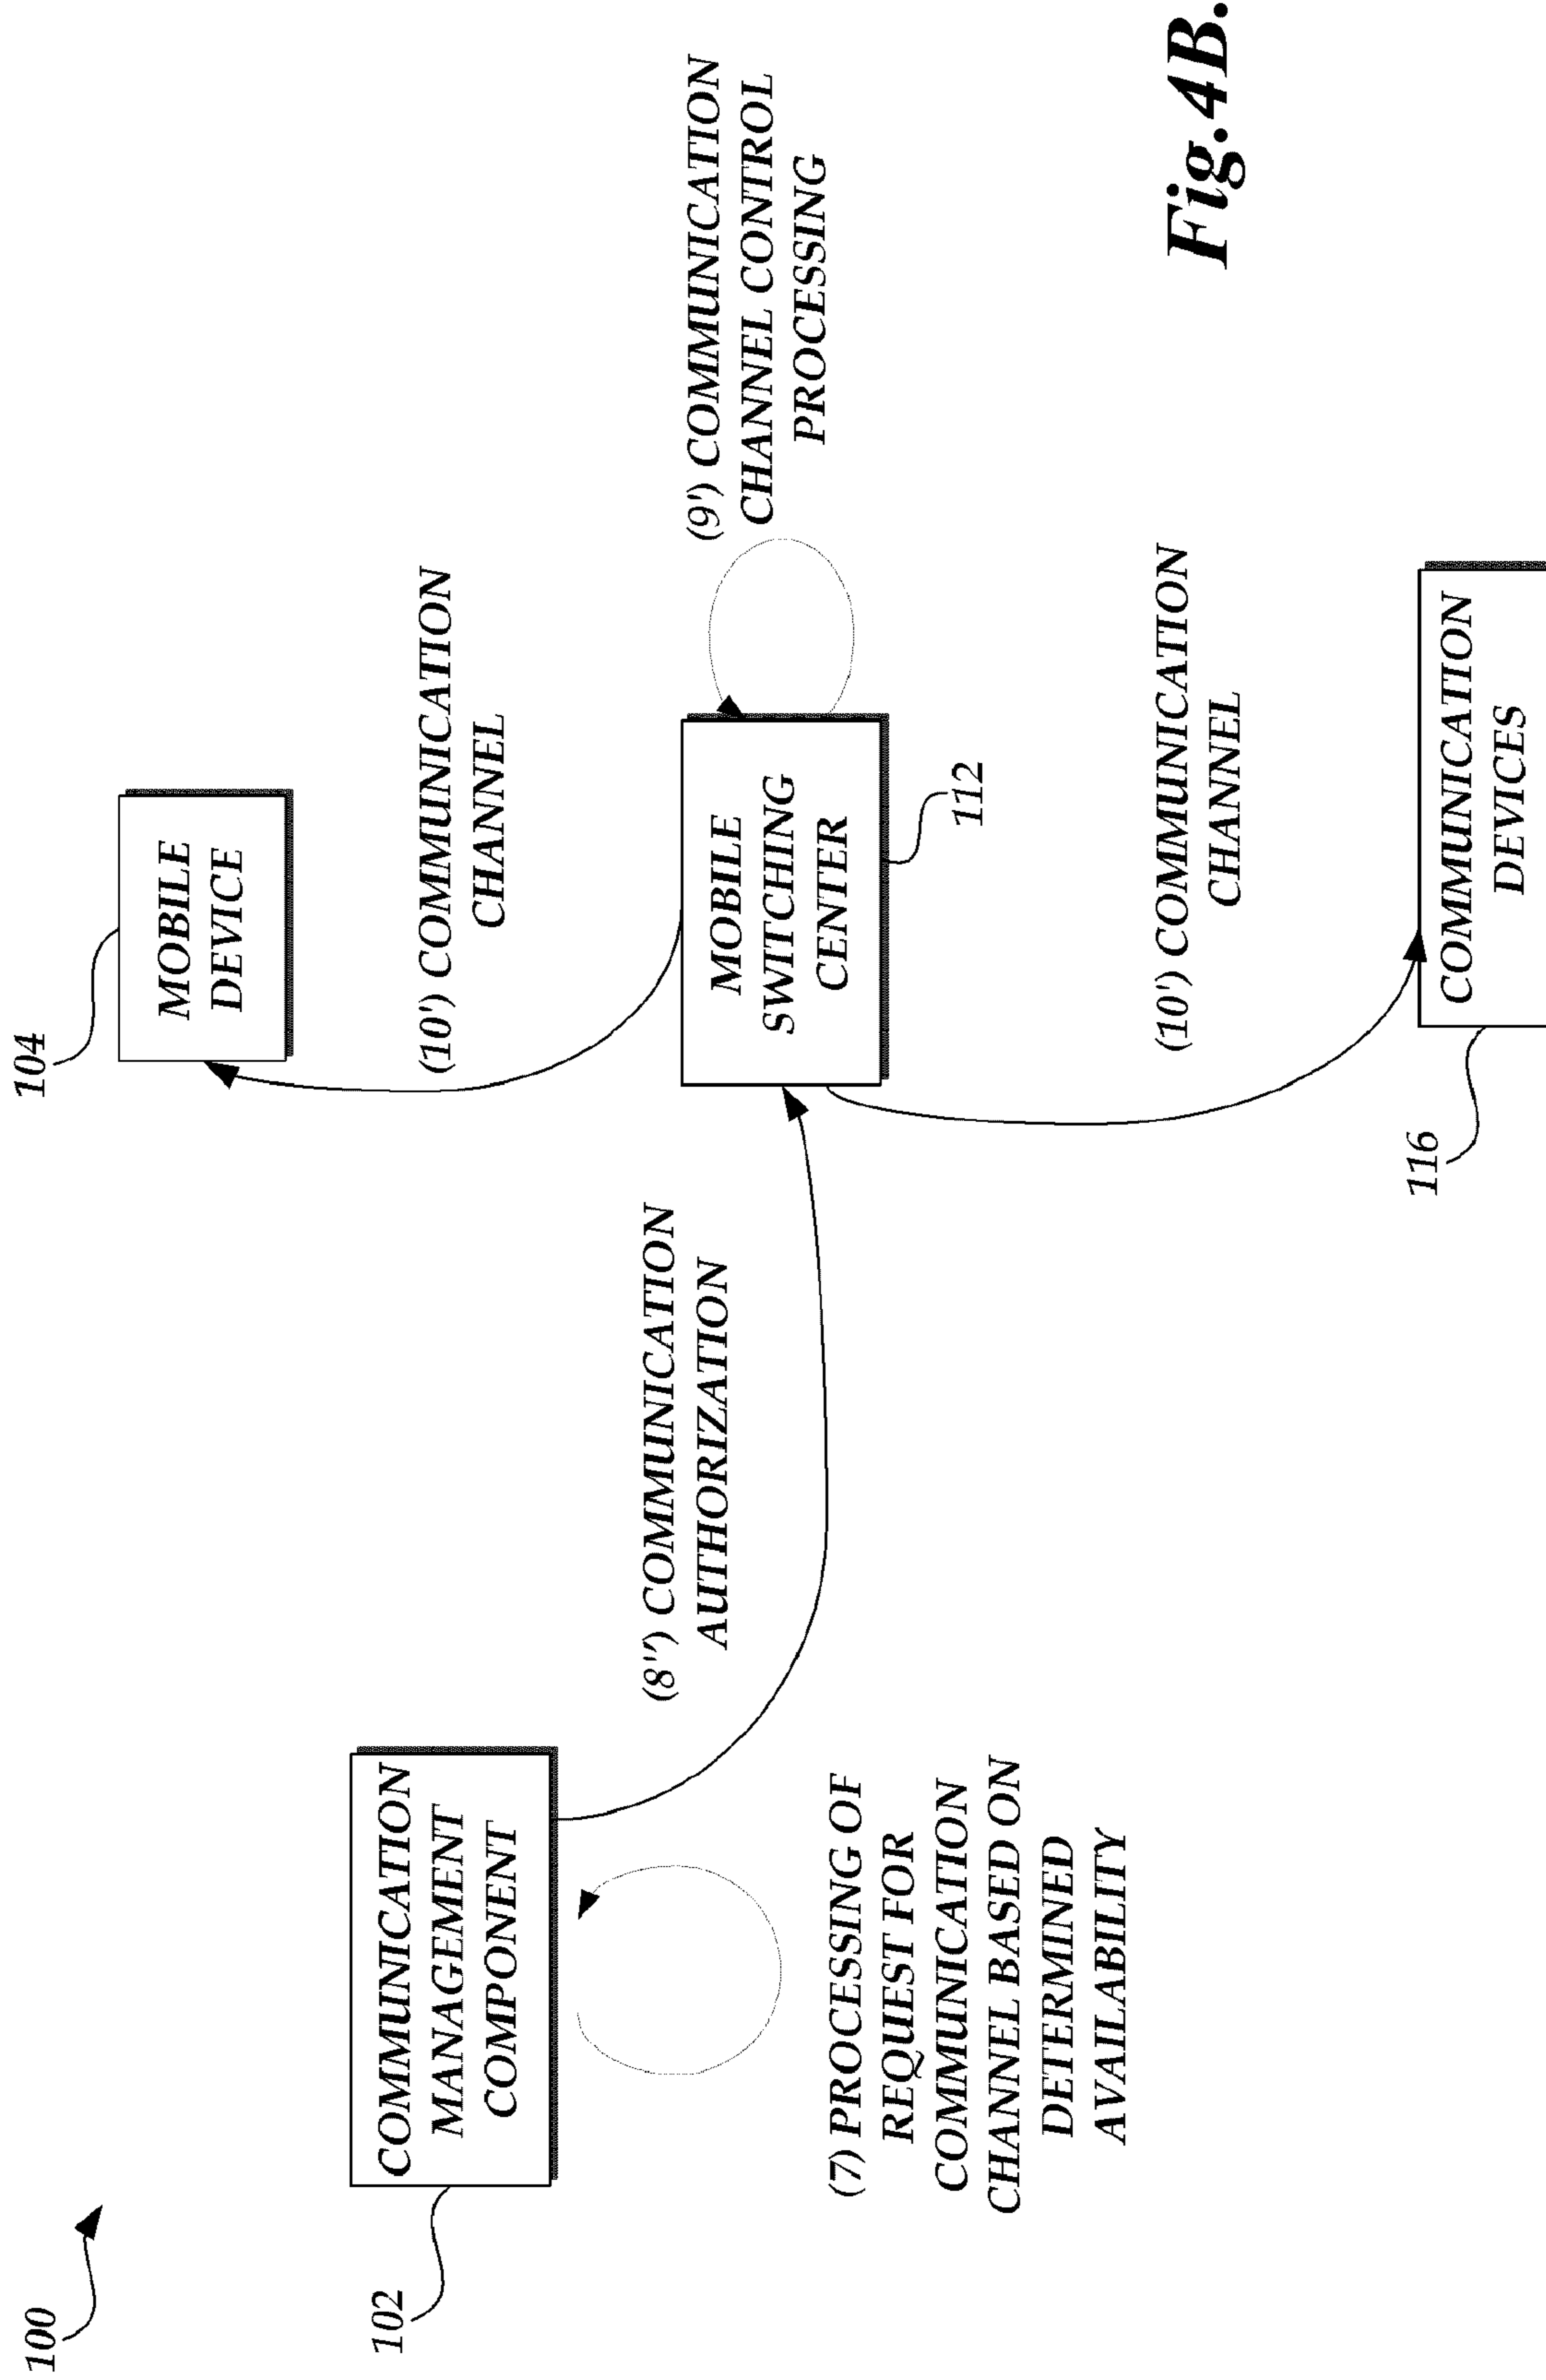 100
104
MOBILE
DEVICE
102
COMMUNICATION
MANAGEMENT
COMPONENT
(10') COMMUNICATION
CHANNEL
(8") COMMUNICATION
AUTHORIZATION
MOBILE
SWITCHING
CENTER
(9') COMMUNICATION
CHANNEL CONTROL
PROCESSING
112
(7) PROCESSING OF
REQUEST FOR
COMMUNICATION
CHANNEL BASED ON
DETERMINED
AVAILABILITY
(10') COMMUNICATION
CHANNEL
116
COMMUNICATION
DEVICES
Fig.4B.